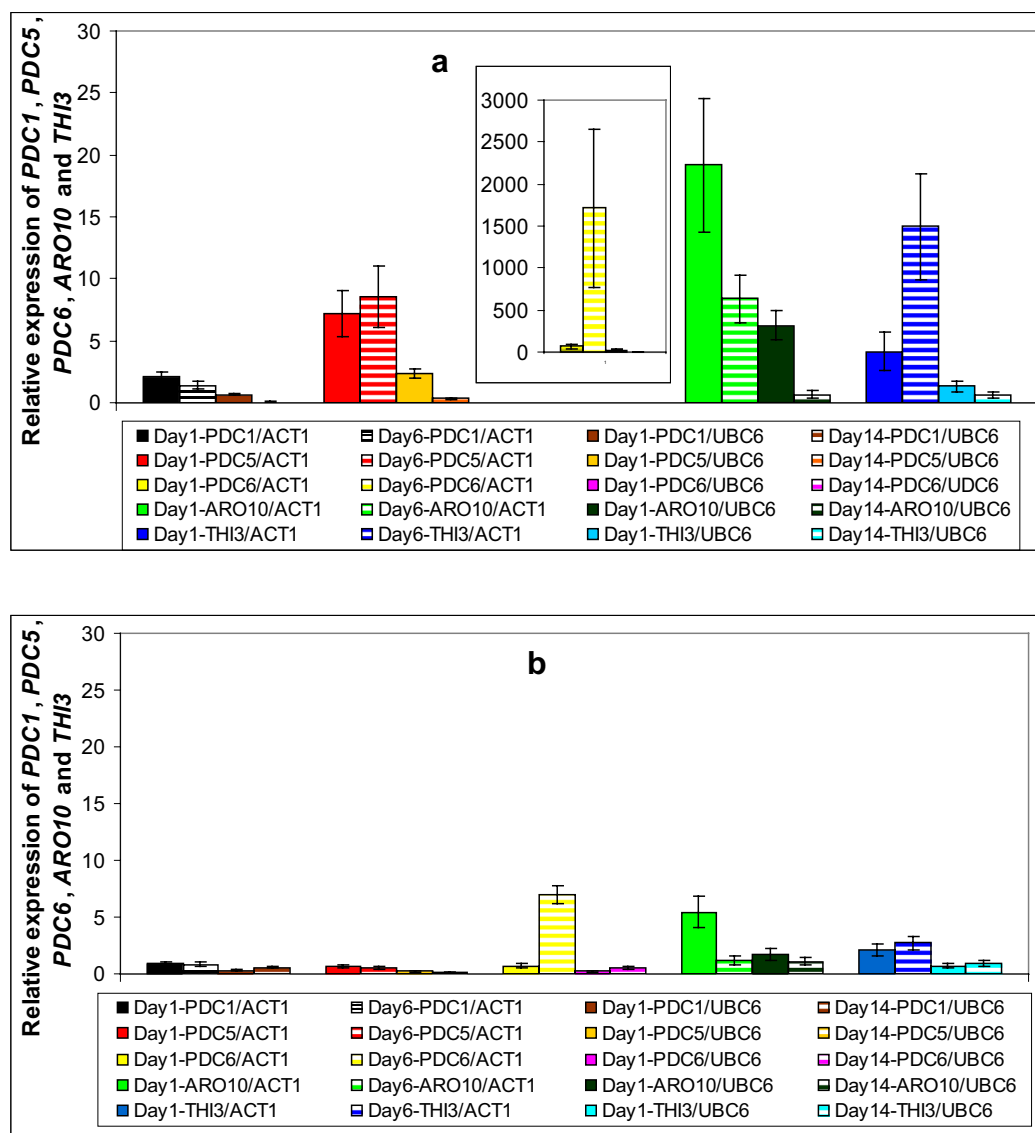 Relative expression of PDC1, PDC5,
PDC6, ARO10 and THI3
30
25
20
15
10
5
0
a
3000
2500
2000
1500
1000
500
0
Day1-PDC1/ACT1 Day6-PDC1/ACT1 Day1-PDC1/UBC6 Day14-PDC1/UBC6
Day1-PDC5/ACT1 Day6-PDC5/ACT1 Day1-PDC5/UBC6 Day14-PDC5/UBC6
Day1-PDC6/ACT1 Day6-PDC6/ACT1 Day1-PDC6/UBC6 Day14-PDC6/UDC6
Day1-ARO10/ACT1 Day6-ARO10/ACT1 Day1-ARO10/UBC6 Day14-ARO10/UBC6
Day1-THI3/ACT1 Day6-THI3/ACT1 Day1-THI3/UBC6 Day14-THI3/UBC6
Relative expression of PDC1, PDC5,
PDC6, ARO10 and THI3
30
25
20
15
10
5
0
b
Day1-PDC1/ACT1 Day6-PDC1/ACT1 Day1-PDC1/UBC6 Day14-PDC1/UBC6
Day1-PDC5/ACT1 Day6-PDC5/ACT1 Day1-PDC5/UBC6 Day14-PDC5/UBC6
Day1-PDC6/ACT1 Day6-PDC6/ACT1 Day1-PDC6/UBC6 Day14-PDC6/UBC6
Day1-ARO10/ACT1 Day6-ARO10/ACT1 Day1-ARO10/UBC6 Day14-ARO10/UBC6
Day1-THI3/ACT1 Day6-THI3/ACT1 Day1-THI3/UBC6 Day14-THI3/UBC6